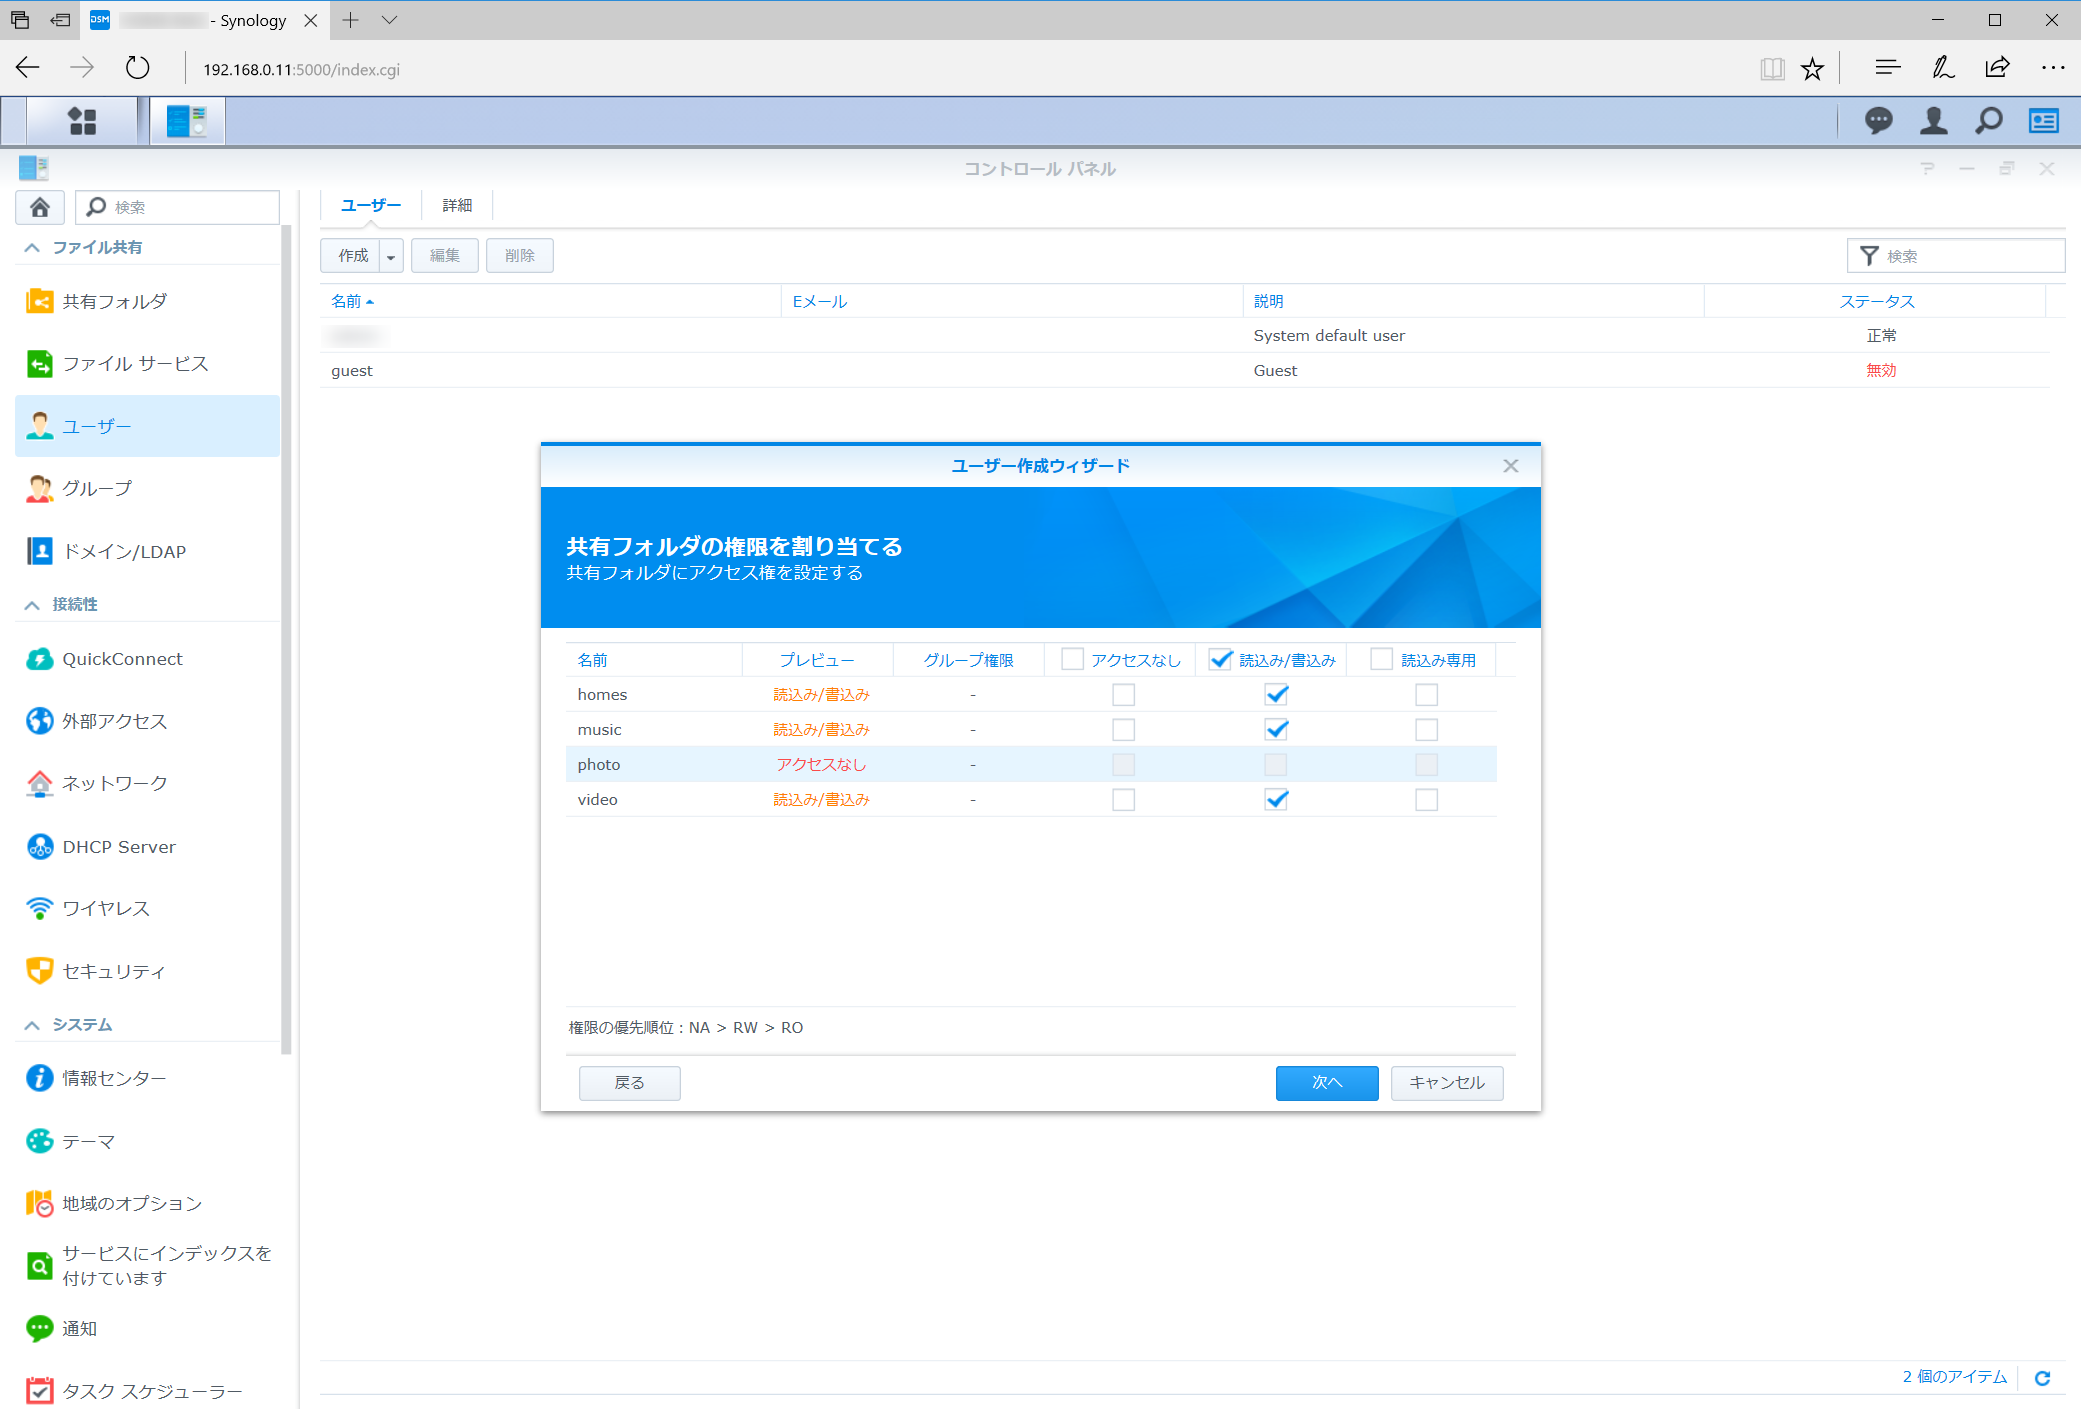 DSM - Synology
192.168.0.11:5000/index.cgi
コントロール パネル
検索
ファイル共有
共有フォルダ
ファイル サービス
ユーザー
グループ
ドメイン/LDAP
接続性
QuickConnect
外部アクセス
ネットワーク
DHCP Server
ワイヤレス
セキュリティ
システム
情報センター
テーマ
地域のオプション
サービスにインデックスを
付けています
通知
タスク スケジューラー
ユーザー 詳細
作成 編集 削除 検索
名前 Eメール 説明 ステータス
System default user 正常
guest Guest 無効
ユーザー作成ウィザード
共有フォルダの権限を割り当てる
共有フォルダにアクセス権を設定する
名前 プレビュー グループ権限 アクセスなし 読込み/書込み 読込み専用
homes 読込み/書込み -
music 読込み/書込み -
photo アクセスなし -
video 読込み/書込み -
権限の優先順位：NA > RW > RO
戻る 次へ キャンセル
2 個のアイテム